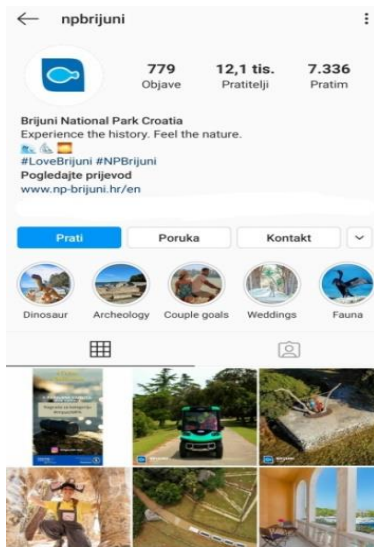 npbrijuni
779 12,1 tis. 7.336
Objave Pratitelji Pratim
Brijuni National Park Croatia
Experience the history. Feel the nature.
#LoveBrijuni #NPBrijuni
Pogledajte prijevod
www.np-brijuni.hr/en
Prati Poruka Kontakt
Dinosaur Archeology Couple goals Weddings Fauna